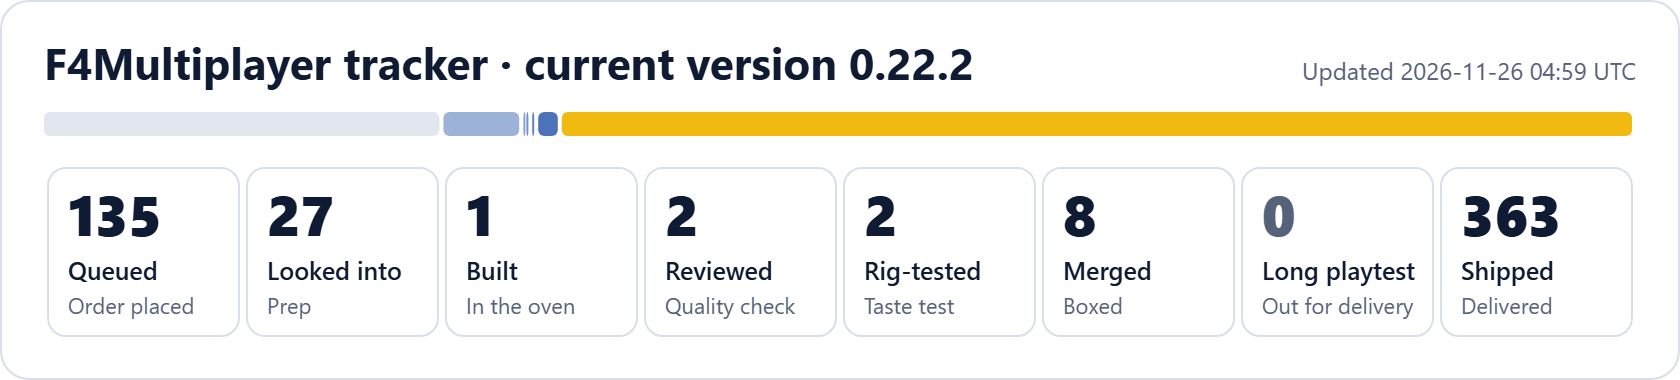 F4Multiplayer tracker · current version 0.22.2
Updated 2026-11-26 04:59 UTC
135
Queued
Order placed
27
Looked into
Prep
1
Built
In the oven
2
Reviewed
Quality check
2
Rig-tested
Taste test
8
Merged
Boxed
0
Long playtest
Out for delivery
363
Shipped
Delivered